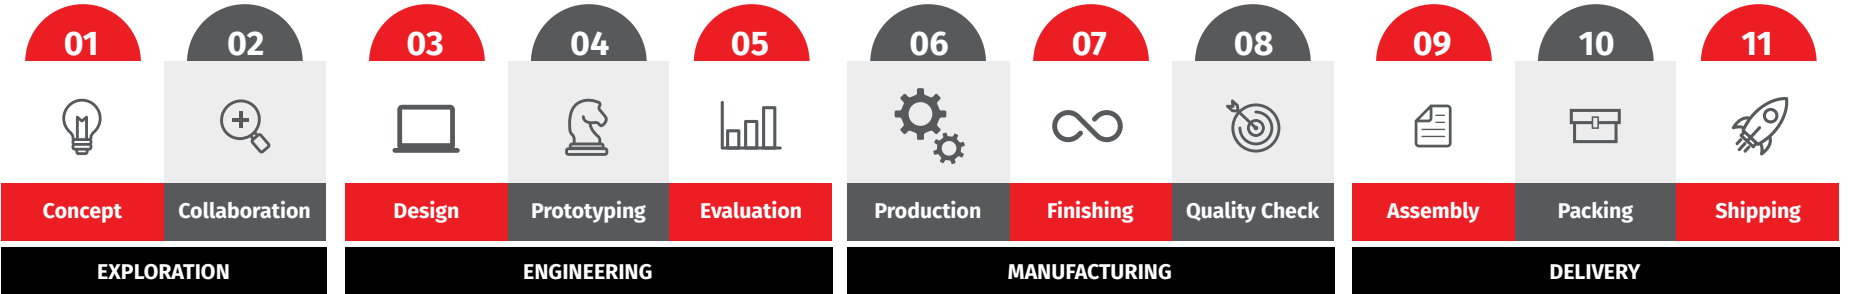 01 02 03 04 05 06 07 08 09 10 11
Concept Collaboration Design Prototyping Evaluation Production Finishing Quality Check Assembly Packing Shipping
EXPLORATION ENGINEERING MANUFACTURING DELIVERY